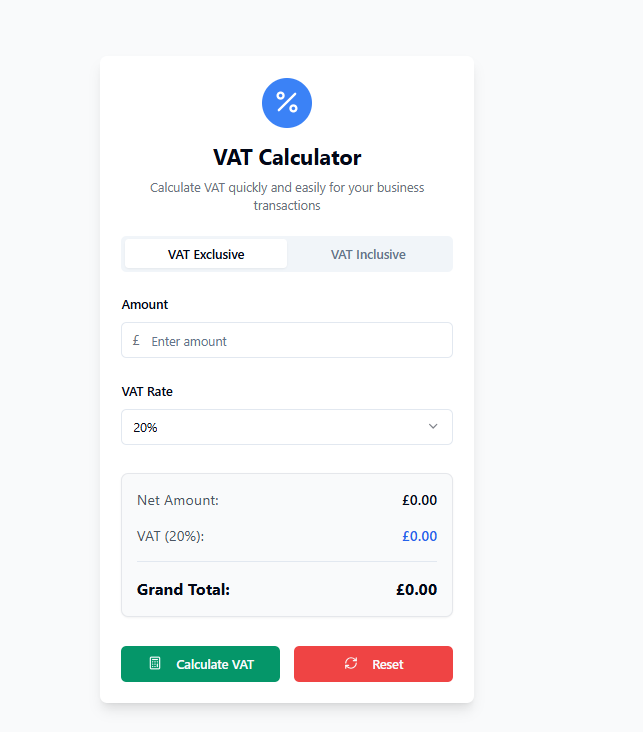 VAT Calculator
Calculate VAT quickly and easily for your business
transactions
VAT Exclusive VAT Inclusive
Amount
£ Enter amount
VAT Rate
20%
Net Amount: £0.00
VAT (20%): £0.00
Grand Total: £0.00
Calculate VAT Reset